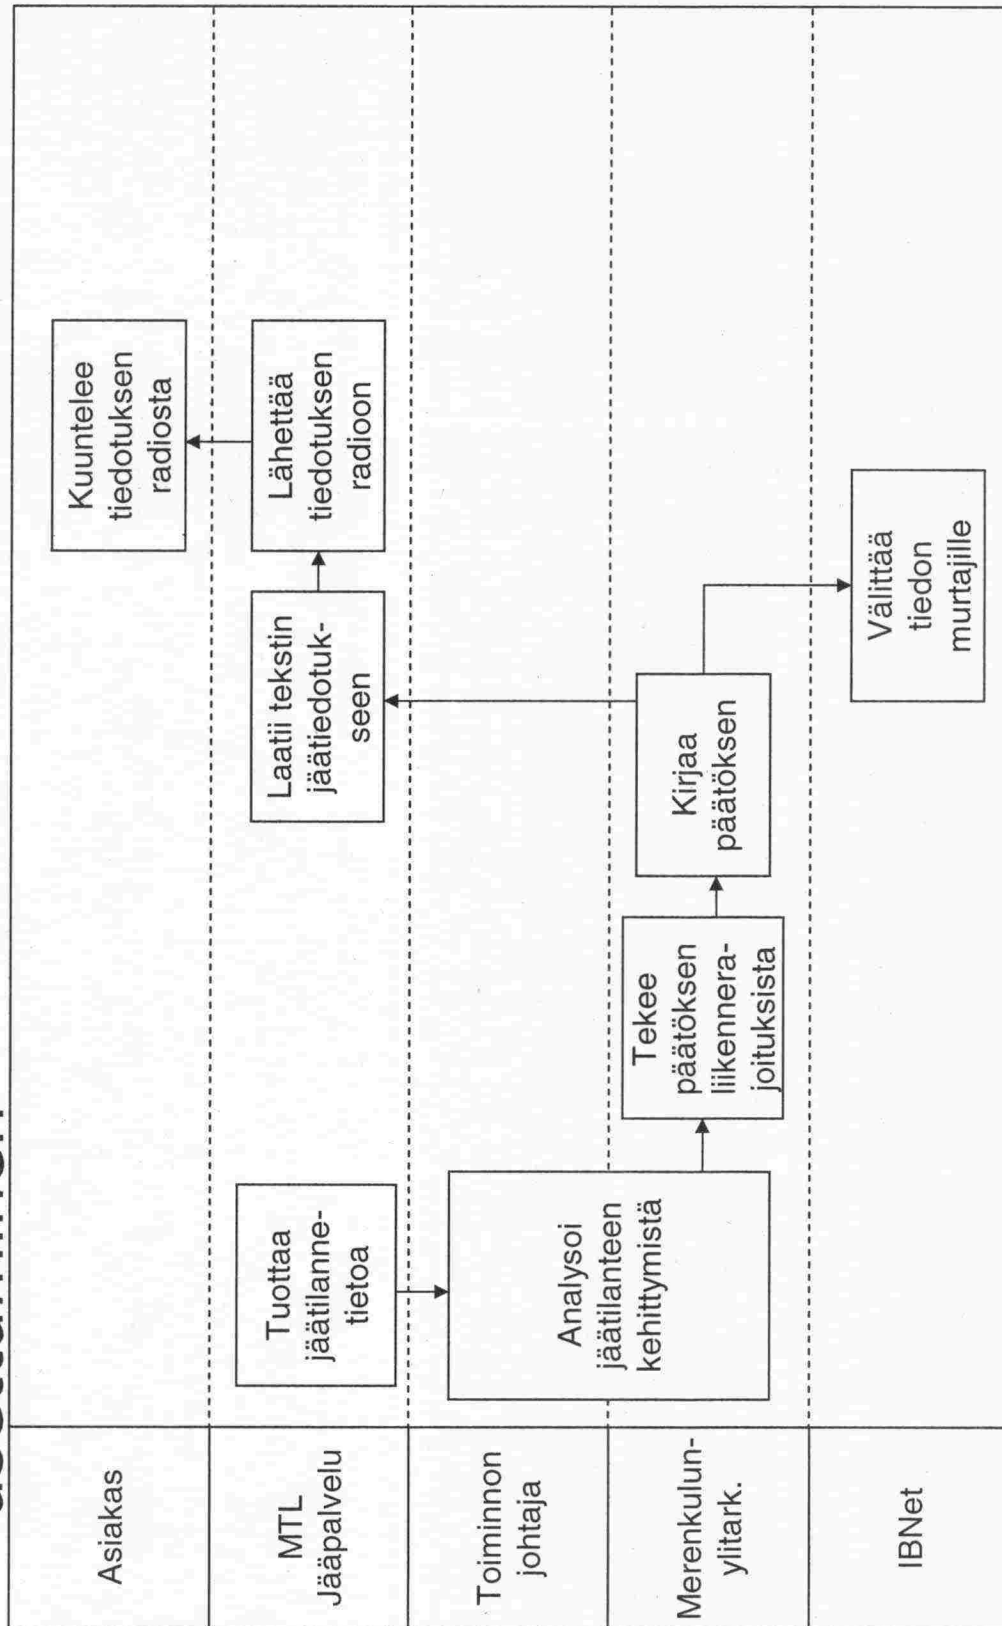 Asiakas
Kuuntelee
tiedotuksen
radiosta
MTL
Jääpalvelu
Tuottaa
jäätilanne-
tietoa
Laatii tekstin
jäätiedotuk-
seen
Lähettää
tiedotuksen
radioon
Toiminnon
johtaja
Analysoi
jäätilanteen
kehittymistä
Merenkulun-
ylitark.
Tekee
päätöksen
liikennera-
joituksista
Kirjaa
päätöksen
IBNet
Välittää
tiedon
murtajille